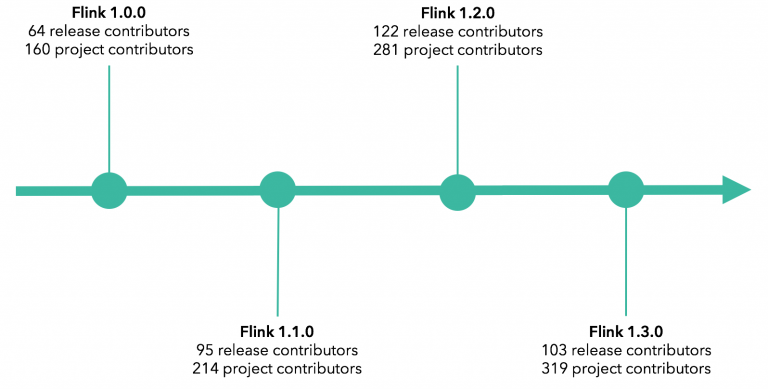 Flink 1.0.0
64 release contributors
160 project contributors
Flink 1.2.0
122 release contributors
281 project contributors
Flink 1.1.0
95 release contributors
214 project contributors
Flink 1.3.0
103 release contributors
319 project contributors